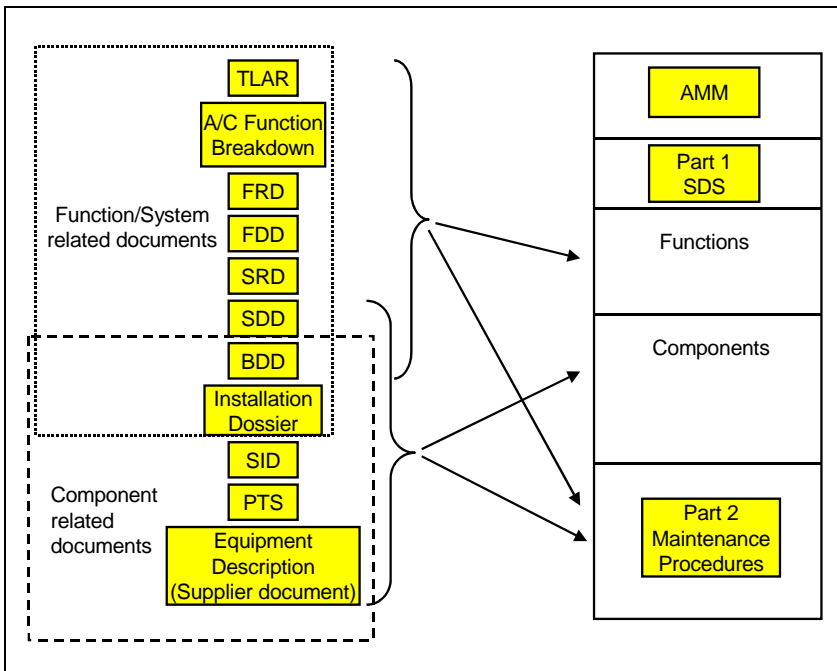 TLAR
A/C Function
Breakdown
FRD
FDD
SRD
SDD
BDD
Installation
Dossier
SID
PTS
Equipment
Description
(Supplier document)
Function/System
related documents
Component
related
documents
AMM
Part 1
SDS
Functions
Components
Part 2
Maintenance
Procedures